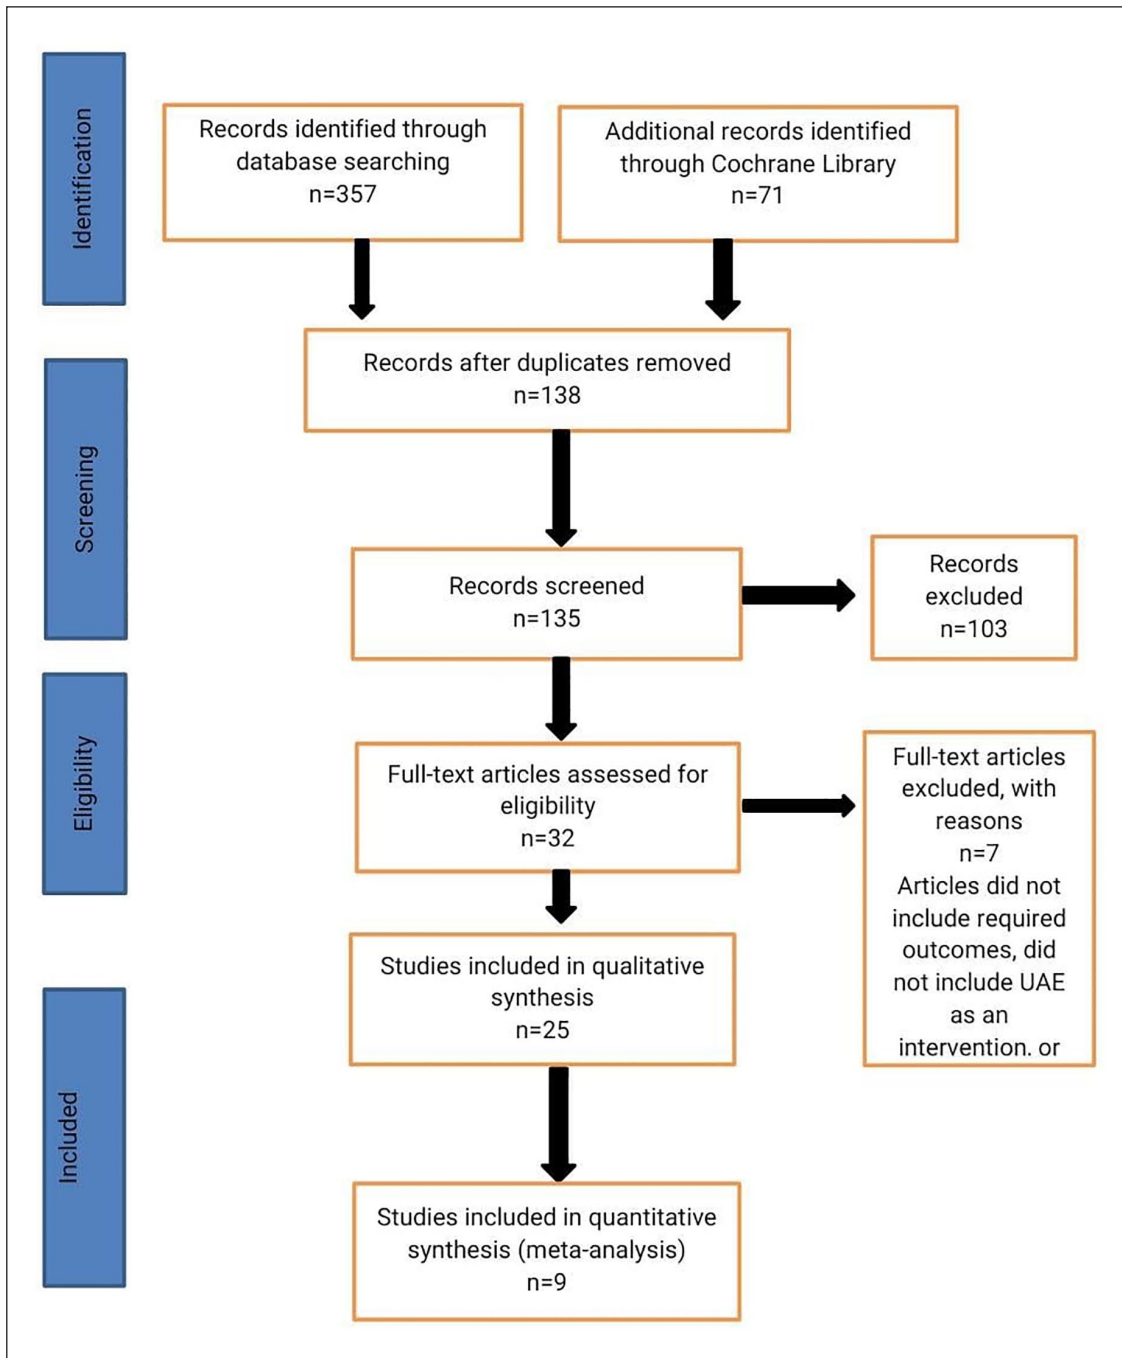 Identification
Records identified through
database searching
n=357
Additional records identified
through Cochrane Library
n=71
Screening
Records after duplicates removed
n=138
Records screened
n=135
Records
excluded
n=103
Eligibility
Full-text articles assessed for
eligibility
n=32
Full-text articles
excluded, with
reasons
n=7
Articles did not
include required
outcomes, did
not include UAE
as an
intervention. or
Included
Studies included in qualitative
synthesis
n=25
Studies included in quantitative
synthesis (meta-analysis)
n=9